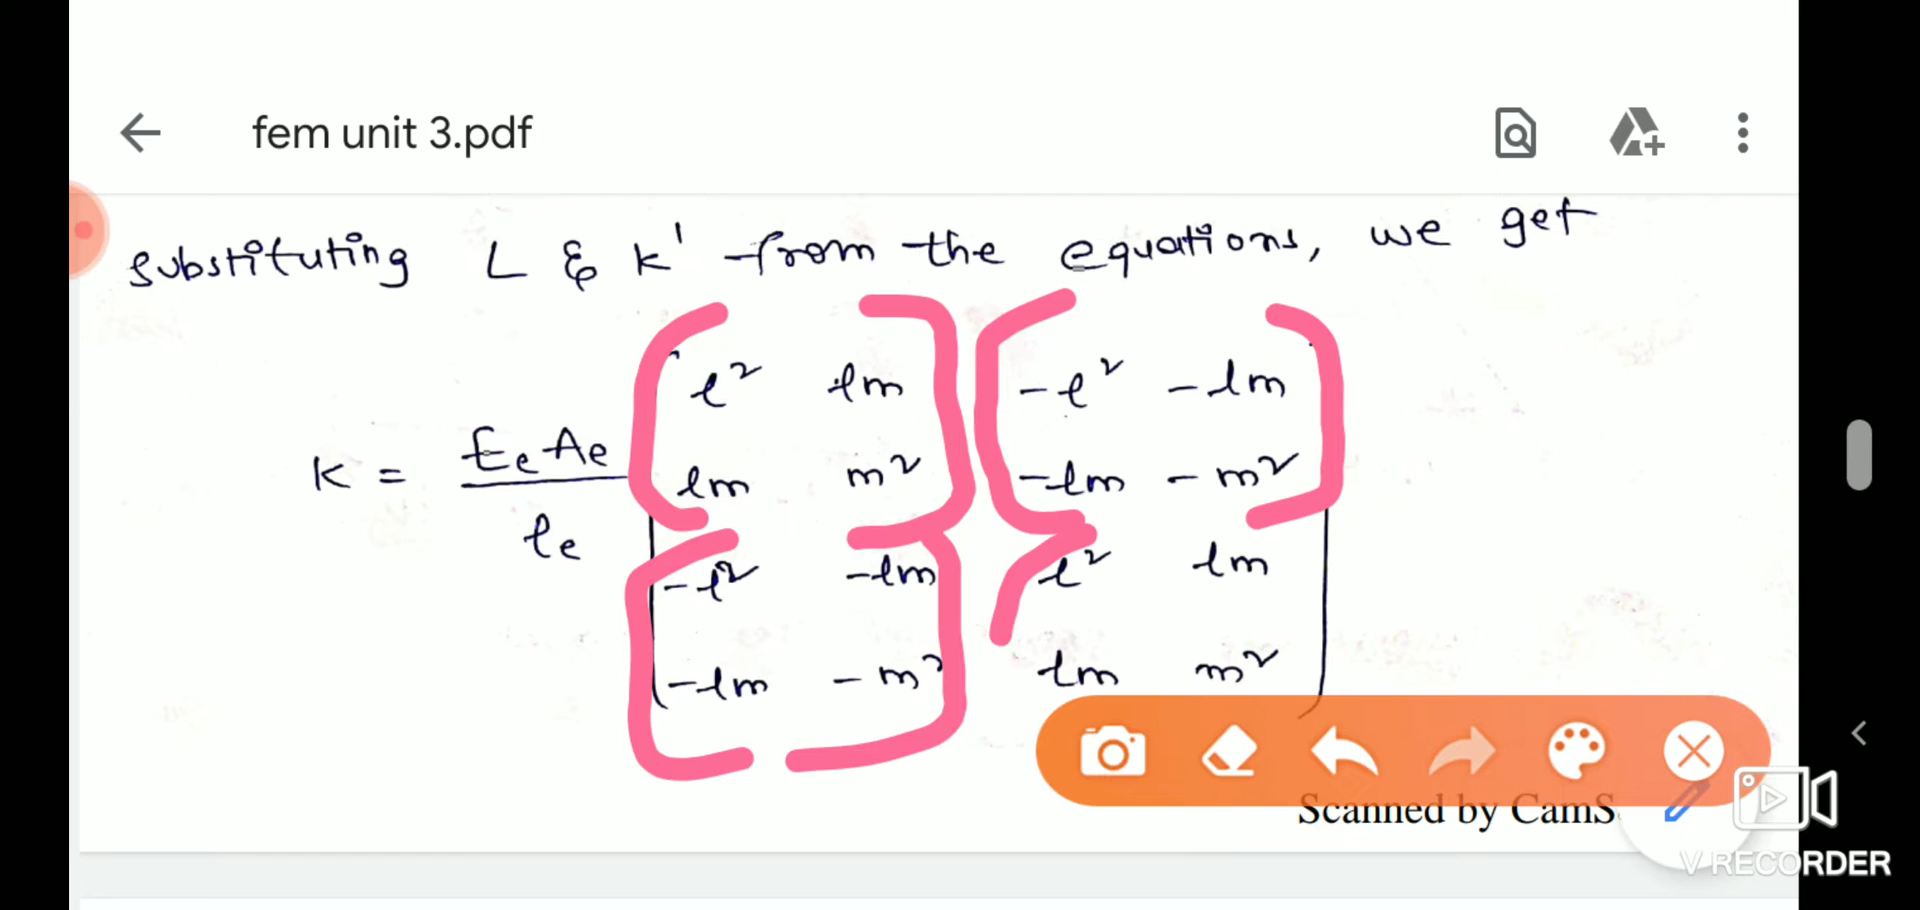 fem unit 3.pdf
substituting L & k' from the equations, we get
l² lm -l² -lm
k = EeAe / le
lm m² -lm -m²
-l² -lm l² lm
-lm -m² lm m²
Scanned by CamS
V RECORDER